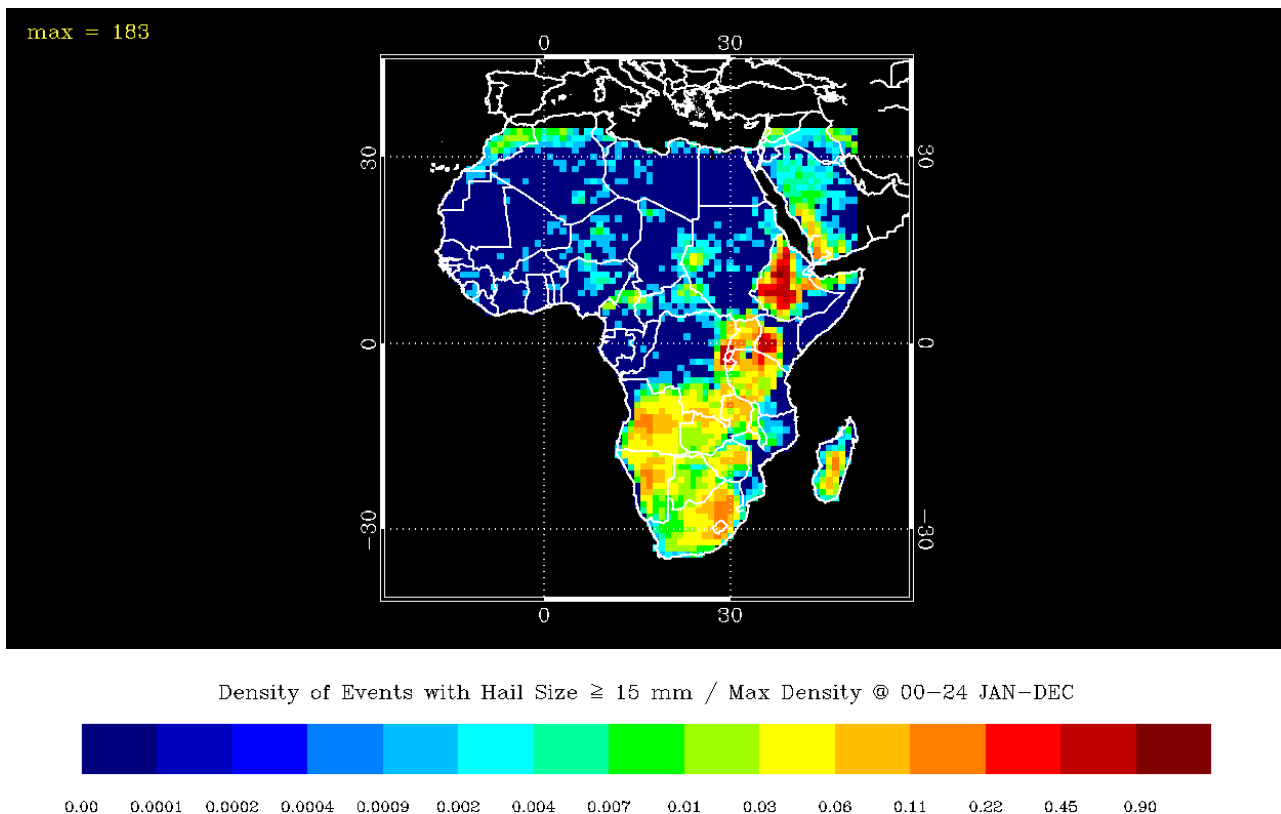 max = 183
0 30
30 30
0 0
-30 -30
0 30
Density of Events with Hail Size ≧ 15 mm / Max Density @ 00-24 JAN-DEC
0.00 0.0001 0.0002 0.0004 0.0009 0.002 0.004 0.007 0.01 0.03 0.06 0.11 0.22 0.45 0.90